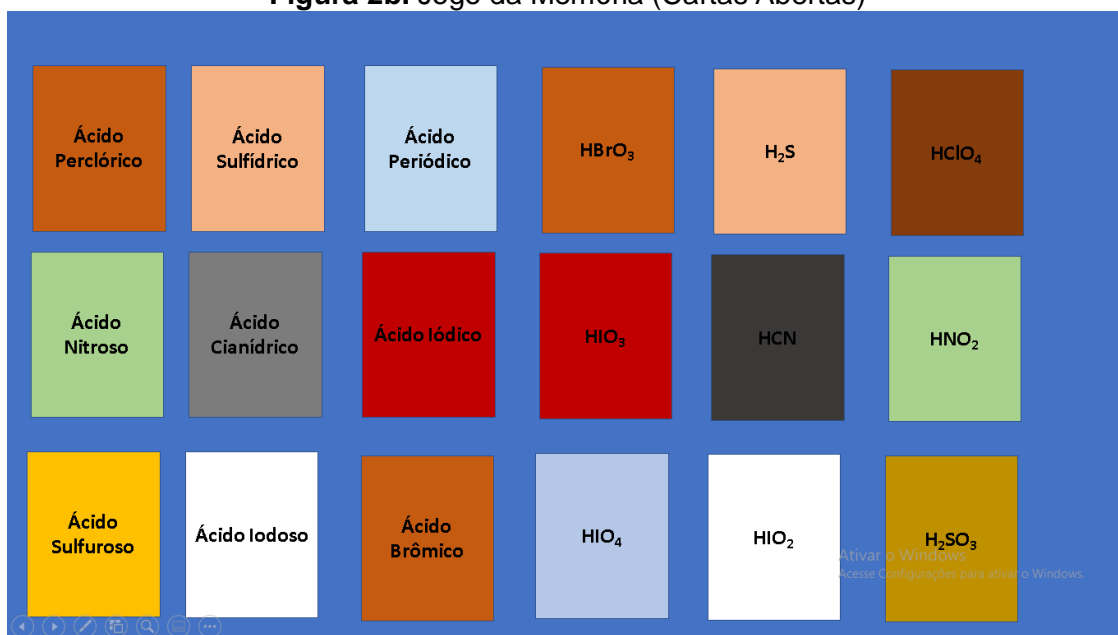 Figura 2b. Jogo da Memória (Cartas Abertas)
Ácido
Perclórico
Ácido
Sulfídrico
Ácido
Periódico
HBrO₃
H₂S
HClO₄
Ácido
Nitroso
Ácido
Cianídrico
Ácido Iódico
HIO₃
HCN
HNO₂
Ácido
Sulfuroso
Ácido Iodoso
Ácido
Brômico
HIO₄
HIO₂
H₂SO₃
Ativar o Windows
Acesse Configurações para ativar o Windows.